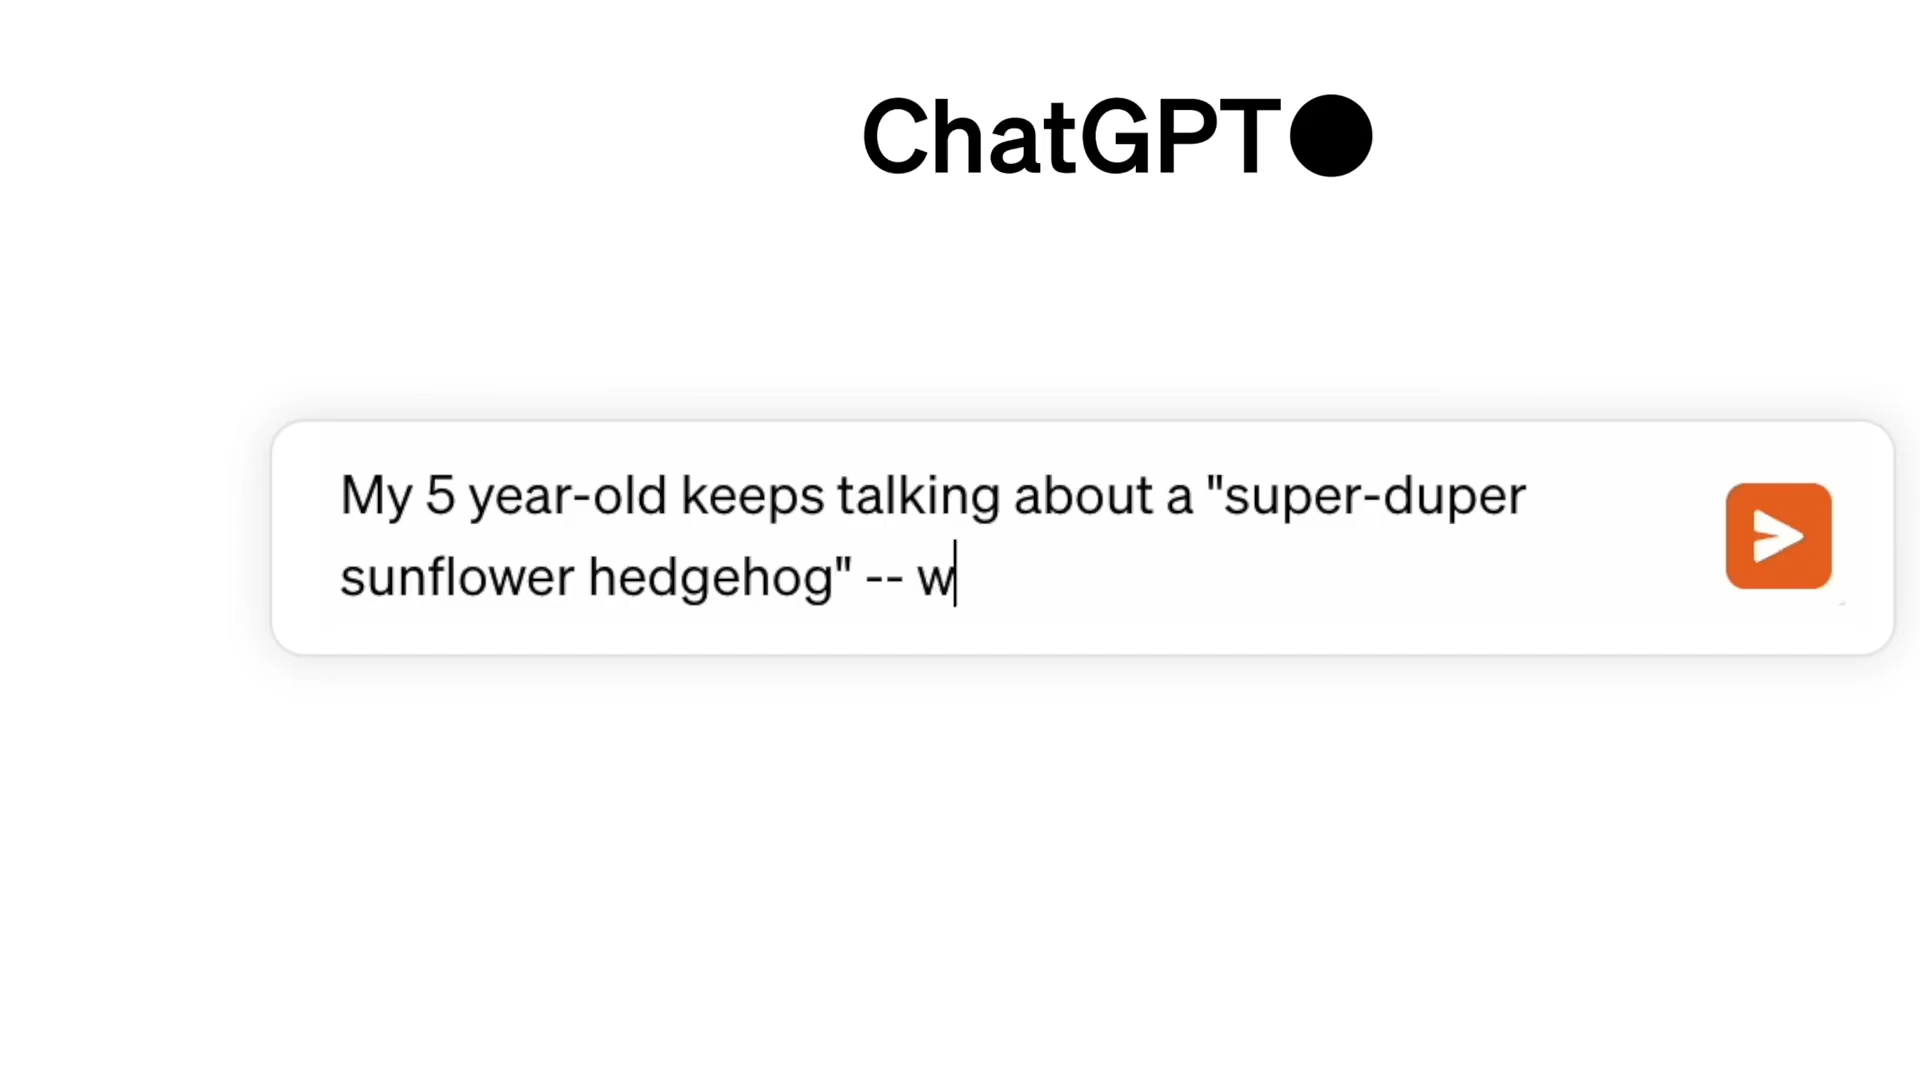 ChatGPT
My 5 year-old keeps talking about a "super-duper
sunflower hedgehog" -- w